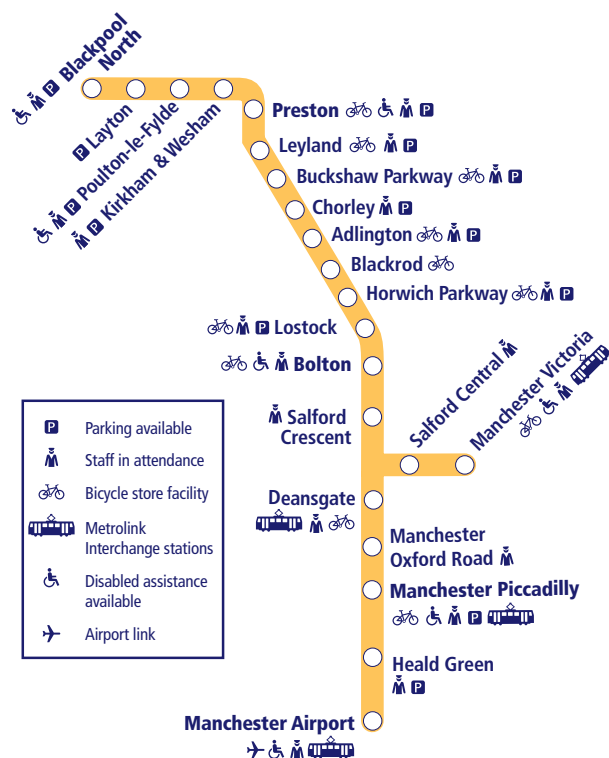 Blackpool
North
Layton
Poulton-le-Fylde
Kirkham & Wesham
Preston
Leyland
Buckshaw Parkway
Chorley
Adlington
Blackrod
Horwich Parkway
Lostock
Bolton
Salford
Crescent
Salford Central
Manchester Victoria
Deansgate
Manchester
Oxford Road
Manchester Piccadilly
Heald Green
Manchester Airport
P Parking available
Staff in attendance
Bicycle store facility
Metrolink
Interchange stations
Disabled assistance
available
Airport link